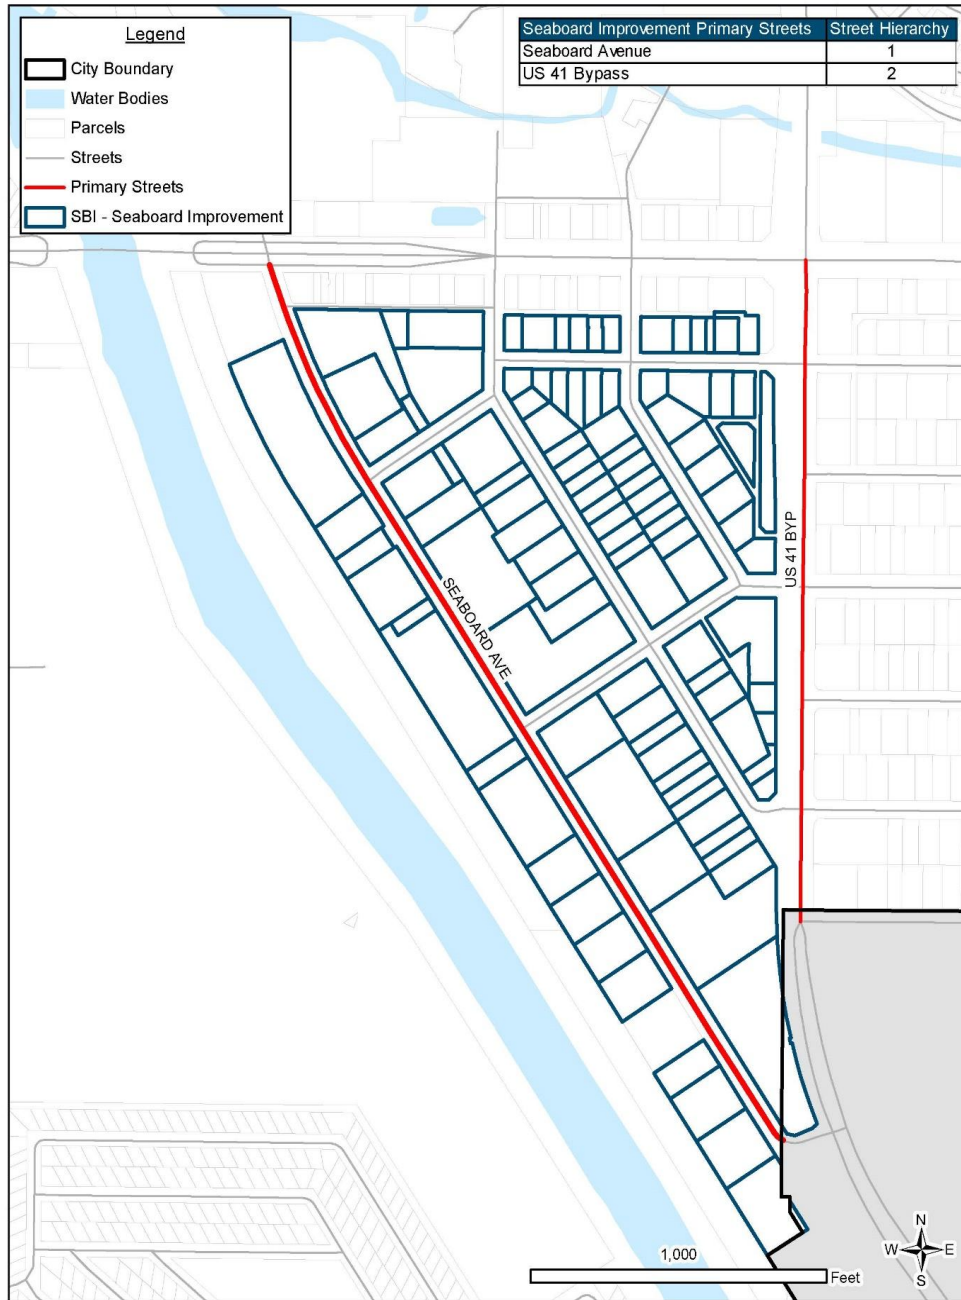 Legend
City Boundary
Water Bodies
Parcels
Streets
Primary Streets
SBI - Seaboard Improvement
Seaboard Improvement Primary Streets Street Hierarchy
Seaboard Avenue 1
US 41 Bypass 2
US 41 BYP
SEABOARD AVE
1,000
Feet
N
W E
S